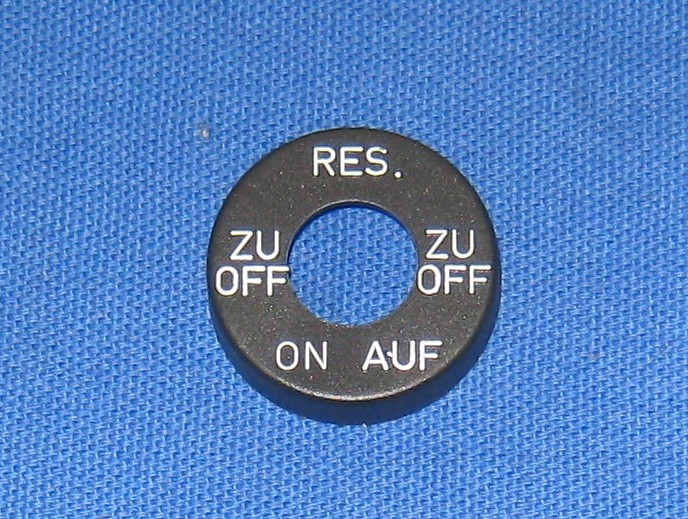 RES.
ZU ZU
OFF OFF
ON AUF